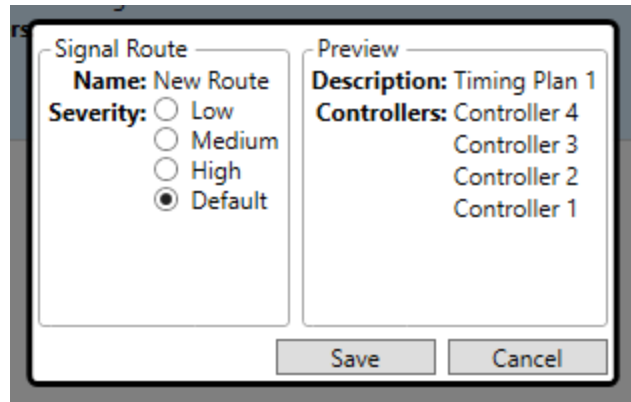 rs
Signal Route
Name: New Route
Severity: Low
Medium
High
Default
Preview
Description: Timing Plan 1
Controllers: Controller 4
Controller 3
Controller 2
Controller 1
Save
Cancel